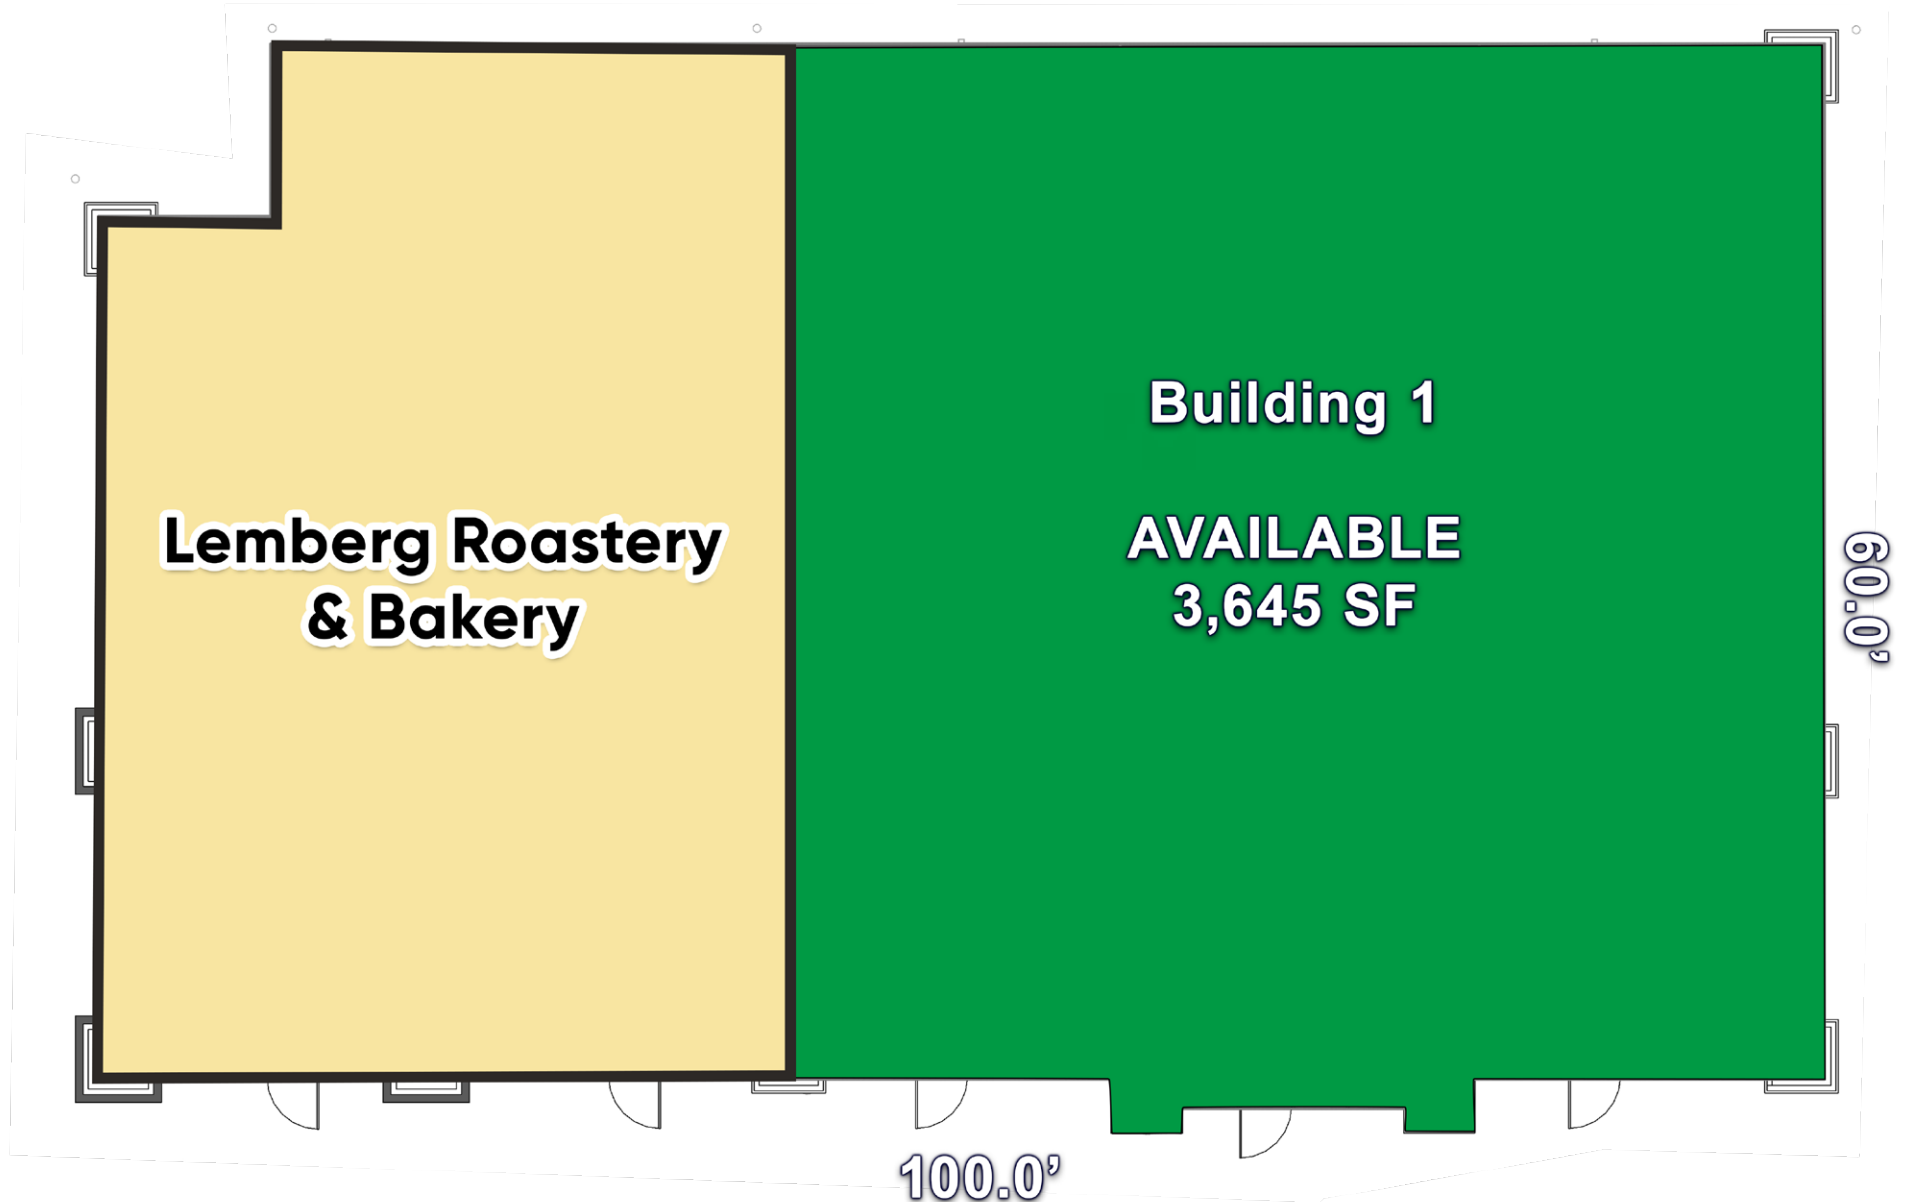 Lemberg Roastery
& Bakery
Building 1
AVAILABLE
3,645 SF
60.0’
100.0’